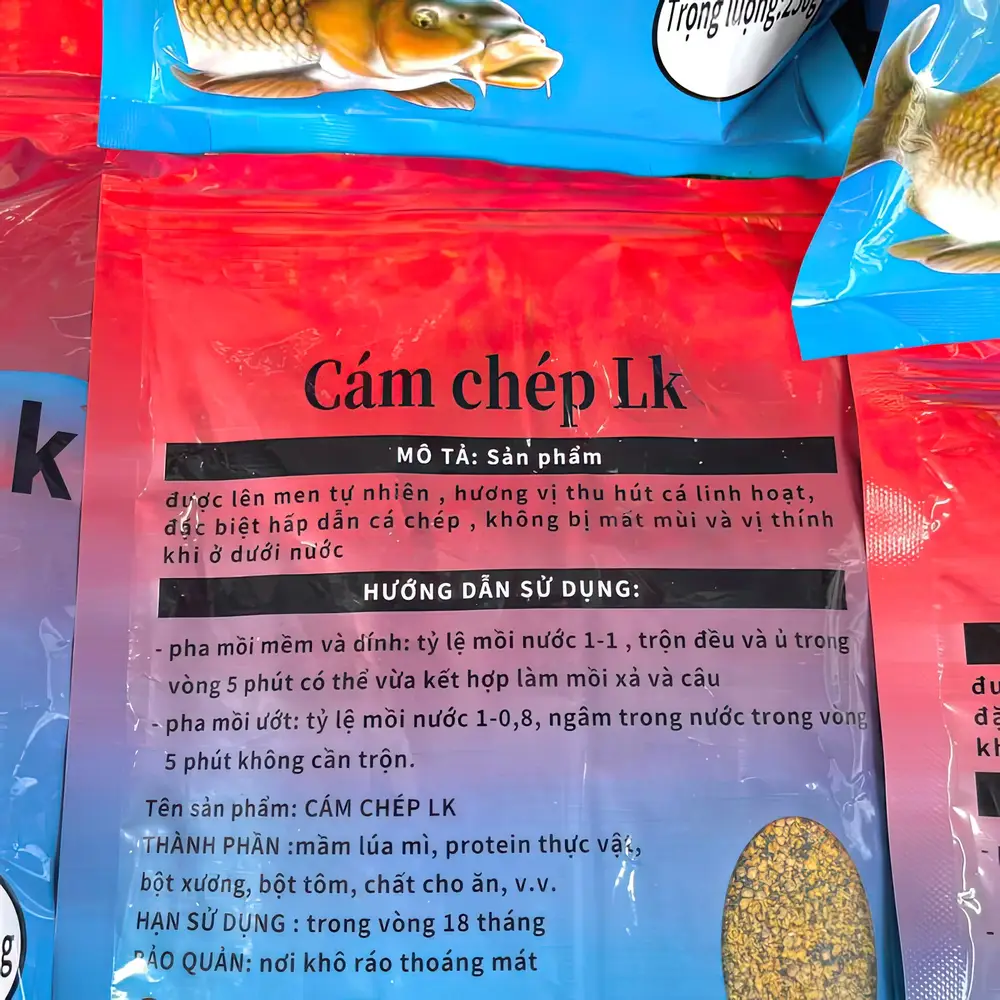 Trọng lượng:250g
k
Cám chép Lk
MÔ TẢ: Sản phẩm
được lên men tự nhiên , hương vị thu hút cá linh hoạt,
đặc biệt hấp dẫn cá chép , không bị mất mùi và vị thính
khi ở dưới nước
HƯỚNG DẪN SỬ DỤNG:
- pha mồi mềm và dính: tỷ lệ mồi nước 1-1 , trộn đều và ủ trong
vòng 5 phút có thể vừa kết hợp làm mồi xả và câu
- pha mồi ướt: tỷ lệ mồi nước 1-0,8, ngâm trong nước trong vòng
5 phút không cần trộn.
Tên sản phẩm: CÁM CHÉP LK
THÀNH PHẦN :mầm lúa mì, protein thực vật,
bột xương, bột tôm, chất cho ăn, v.v.
HẠN SỬ DỤNG : trong vòng 18 tháng
BẢO QUẢN: nơi khô ráo thoáng mát
g